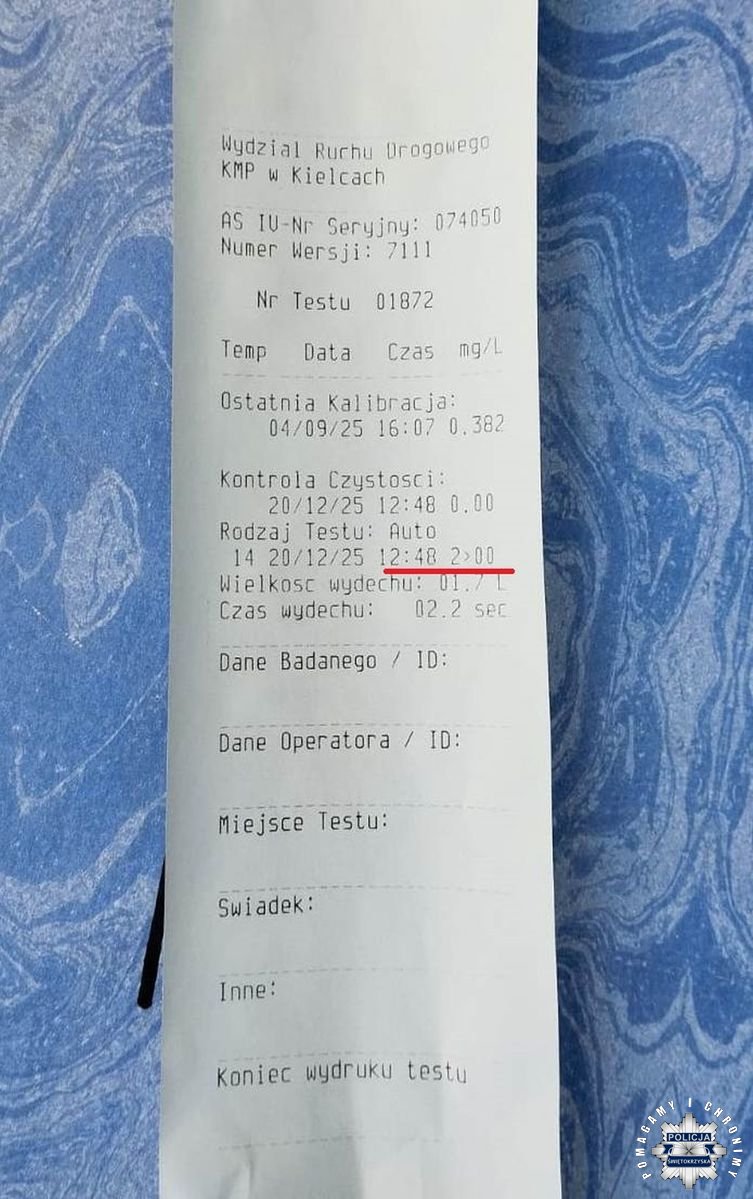 Wydzial Ruchu Drogowego
KMP w Kielcach
AS IV-Nr Seryjny: 074050
Numer Wersji: 7111
Nr Testu 01872
Temp Data Czas mg/L
Ostatnia Kalibracja:
04/09/25 16:07 0.382
Kontrola Czystosci:
20/12/25 12:48 0.00
Rodzaj Testu: Auto
14 20/12/25 12:48 2>00
Wielkosc wydechu: 01.7 L
Czas wydechu: 02.2 sec
Dane Badanego / ID:
Dane Operatora / ID:
Miejsce Testu:
Swiadek:
Inne:
Koniec wydruku testu
POMAGAMY I CHRONIMY
POLICJA
ŚWIĘTOKRZYSKA